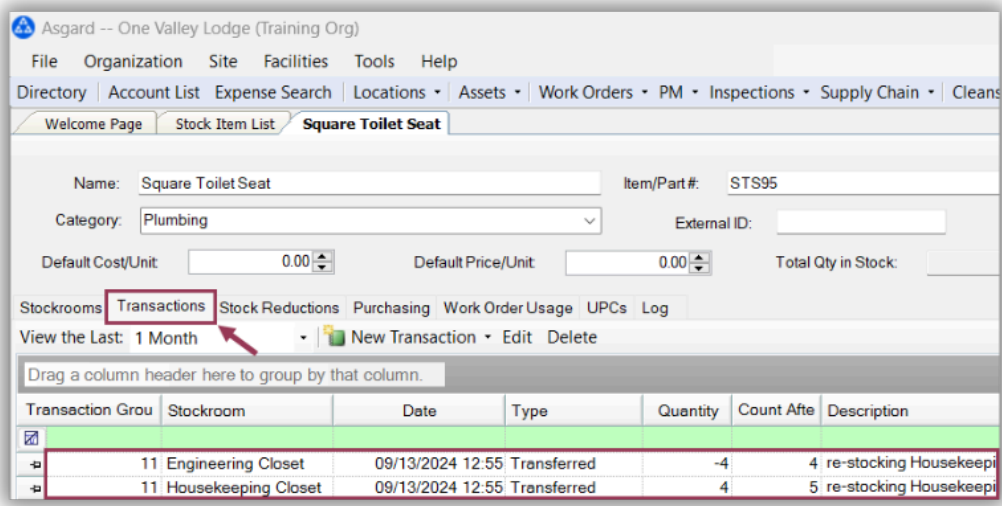 Asgard -- One Valley Lodge (Training Org)
File Organization Site Facilities Tools Help
Directory Account List Expense Search Locations Assets Work Orders PM Inspections Supply Chain Cleans
Welcome Page Stock Item List Square Toilet Seat
Name: Square Toilet Seat Item/Part#: STS95
Category: Plumbing External ID:
Default Cost/Unit: 0.00 Default Price/Unit: 0.00 Total Qty in Stock:
Stockrooms Transactions Stock Reductions Purchasing Work Order Usage UPCs Log
View the Last: 1 Month New Transaction Edit Delete
Drag a column header here to group by that column.
Transaction Grou Stockroom Date Type Quantity Count Afte Description
11 Engineering Closet 09/13/2024 12:55 Transferred -4 4 re-stocking Housekeepi
11 Housekeeping Closet 09/13/2024 12:55 Transferred 4 5 re-stocking Housekeepi